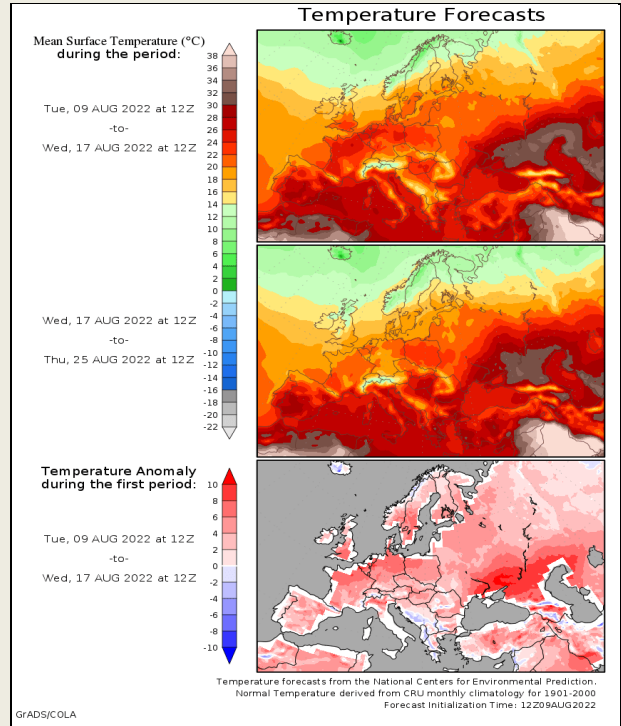 Temperature Forecasts
Mean Surface Temperature (°C)
during the period:
Tue, 09 AUG 2022 at 12Z
-to-
Wed, 17 AUG 2022 at 12Z
38
36
34
32
30
28
26
24
22
20
18
16
14
12
10
8
6
4
2
0
-2
-4
-6
-8
-10
-12
-14
-16
-18
-20
-22
Wed, 17 AUG 2022 at 12Z
-to-
Thu, 25 AUG 2022 at 12Z
Temperature Anomaly
during the first period:
Tue, 09 AUG 2022 at 12Z
-to-
Wed, 17 AUG 2022 at 12Z
10
8
6
4
2
0
-2
-4
-6
-8
-10
Temperature forecasts from the National Centers for Environmental Prediction.
Normal Temperature derived from CRU monthly climatology for 1901-2000
Forecast Initialization Time: 12Z09AUG2022
GrADS/COLA